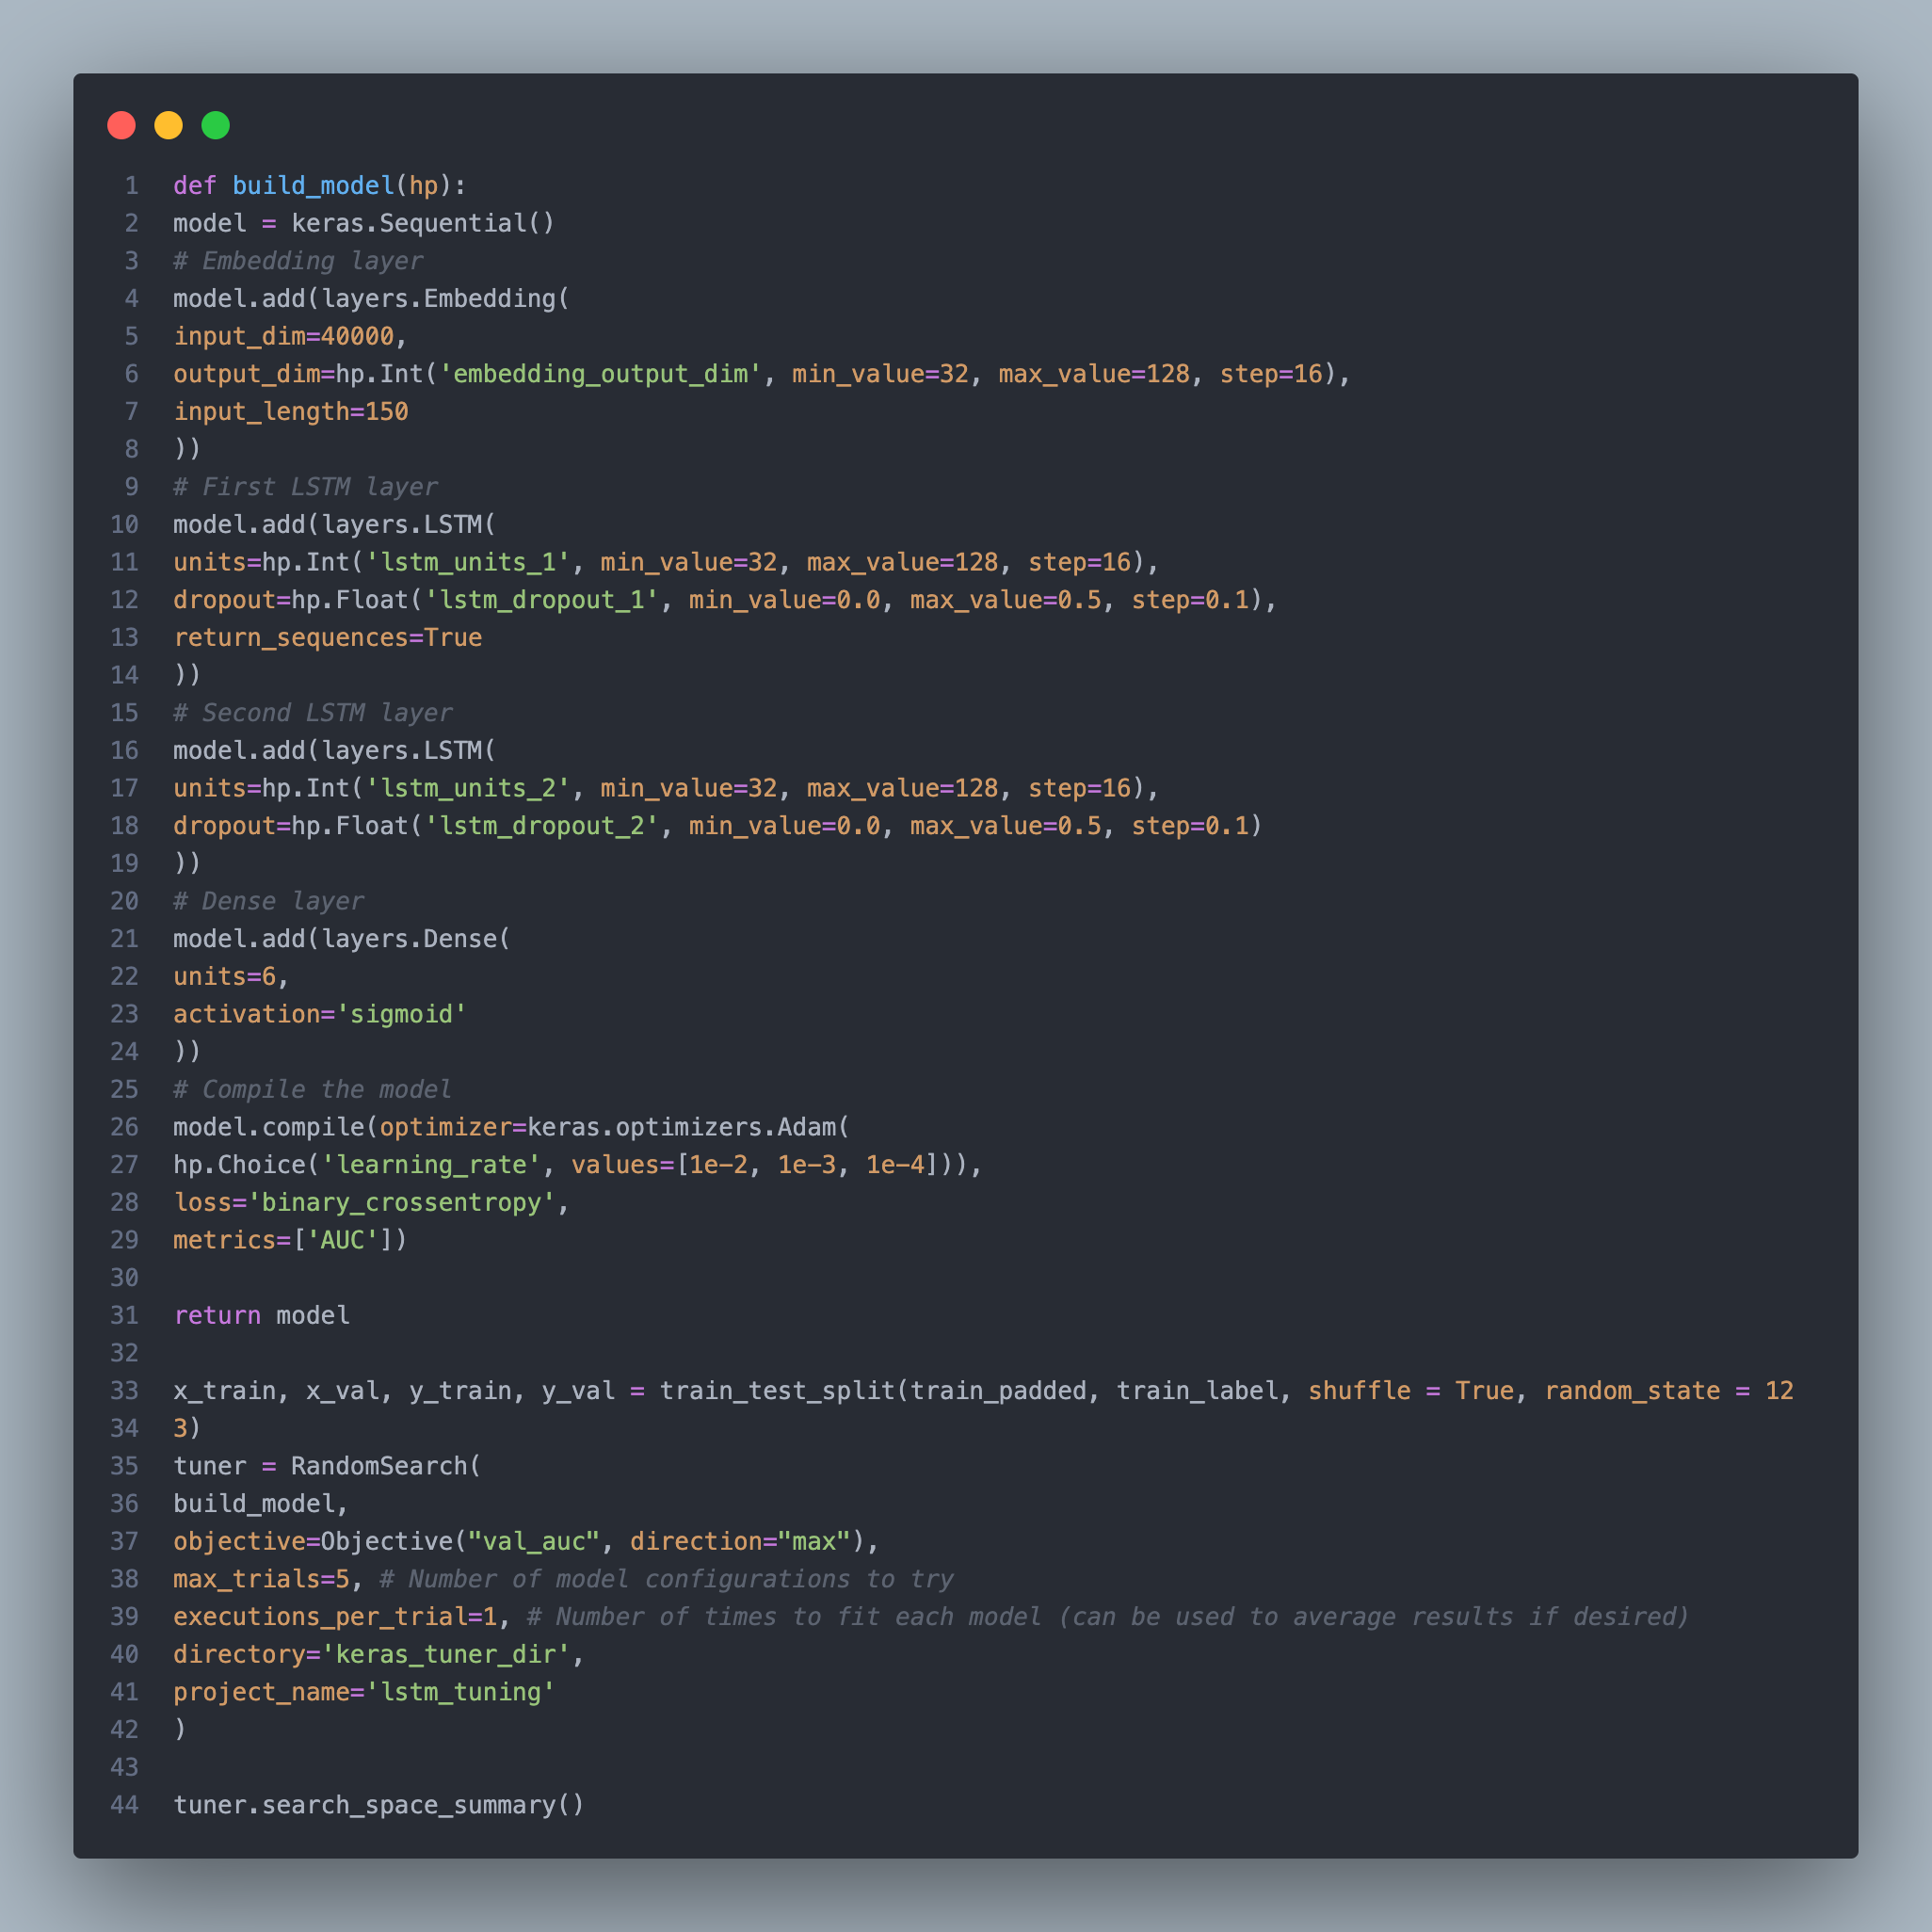 1 def build_model(hp):
2 model = keras.Sequential()
3 # Embedding layer
4 model.add(layers.Embedding(
5 input_dim=40000,
6 output_dim=hp.Int('embedding_output_dim', min_value=32, max_value=128, step=16),
7 input_length=150
8 ))
9 # First LSTM layer
10 model.add(layers.LSTM(
11 units=hp.Int('lstm_units_1', min_value=32, max_value=128, step=16),
12 dropout=hp.Float('lstm_dropout_1', min_value=0.0, max_value=0.5, step=0.1),
13 return_sequences=True
14 ))
15 # Second LSTM layer
16 model.add(layers.LSTM(
17 units=hp.Int('lstm_units_2', min_value=32, max_value=128, step=16),
18 dropout=hp.Float('lstm_dropout_2', min_value=0.0, max_value=0.5, step=0.1)
19 ))
20 # Dense layer
21 model.add(layers.Dense(
22 units=6,
23 activation='sigmoid'
24 ))
25 # Compile the model
26 model.compile(optimizer=keras.optimizers.Adam(
27 hp.Choice('learning_rate', values=[1e-2, 1e-3, 1e-4])),
28 loss='binary_crossentropy',
29 metrics=['AUC'])
30
31 return model
32
33 x_train, x_val, y_train, y_val = train_test_split(train_padded, train_label, shuffle = True, random_state = 12
34 3)
35 tuner = RandomSearch(
36 build_model,
37 objective=Objective("val_auc", direction="max"),
38 max_trials=5, # Number of model configurations to try
39 executions_per_trial=1, # Number of times to fit each model (can be used to average results if desired)
40 directory='keras_tuner_dir',
41 project_name='lstm_tuning'
42 )
43
44 tuner.search_space_summary()